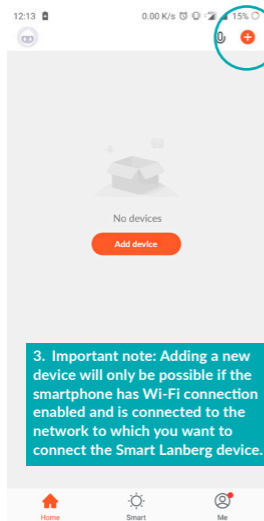 12:13 0.00 K/s 15%
No devices
Add device
3. Important note: Adding a new
device will only be possible if the
smartphone has Wi-Fi connection
enabled and is connected to the
network to which you want to
connect the Smart Lanberg device.
Home Smart Me